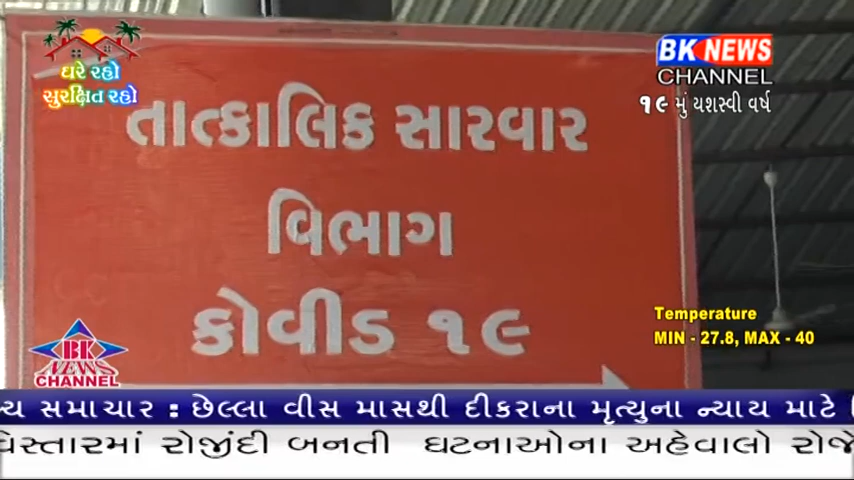 ઘરે રહો
સુરક્ષિત રહો
BK NEWS
CHANNEL
૧૯ મું યશસ્વી વર્ષ
તાત્કાલિક સારવાર
વિભાગ
કોવીડ ૧૯
Temperature
MIN - 27.8, MAX - 40
BK
NEWS
CHANNEL
સમાચાર : છેલ્લા વીસ માસથી દીકરાના મૃત્યુના ન્યાય માટે
વિસ્તારમાં રોજીંદી બનતી ઘટનાઓના અહેવાલો